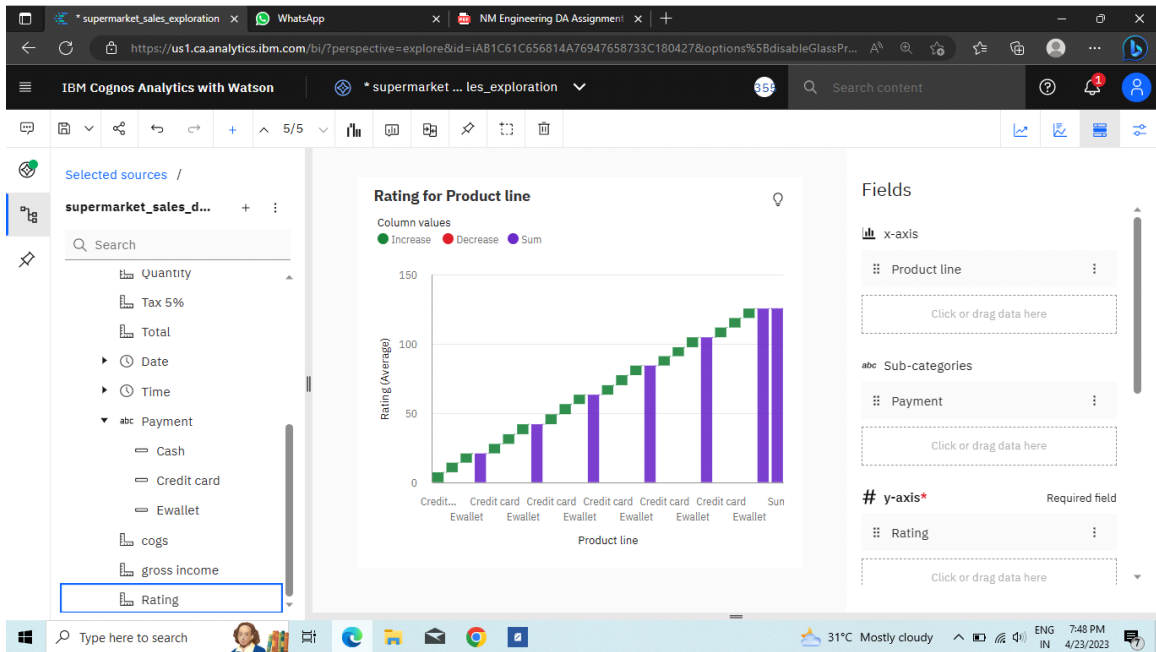 * supermarket_sales_exploration
WhatsApp
NM Engineering DA Assignment
https://us1.ca.analytics.ibm.com/bi/?perspective=explore&id=iAB1C61C656814A76947658733C180427&options%5BdisableGlassPr...
IBM Cognos Analytics with Watson
* supermarket ... les_exploration
Search content
1
5/5
Selected sources /
supermarket_sales_d...
Search
Quantity
Tax 5%
Total
Date
Time
abc Payment
Cash
Credit card
Ewallet
cogs
gross income
Rating
Rating for Product line
Column values
Increase Decrease Sum
150
100
50
0
Rating (Average)
Credit... Credit card Credit card Credit card Credit card Credit card Sun
Ewallet Ewallet Ewallet Ewallet Ewallet Ewallet
Product line
Fields
x-axis
Product line
Click or drag data here
abc Sub-categories
Payment
Click or drag data here
# y-axis* Required field
Rating
Click or drag data here
Type here to search
31°C Mostly cloudy
ENG
IN
7:48 PM
4/23/2023
7